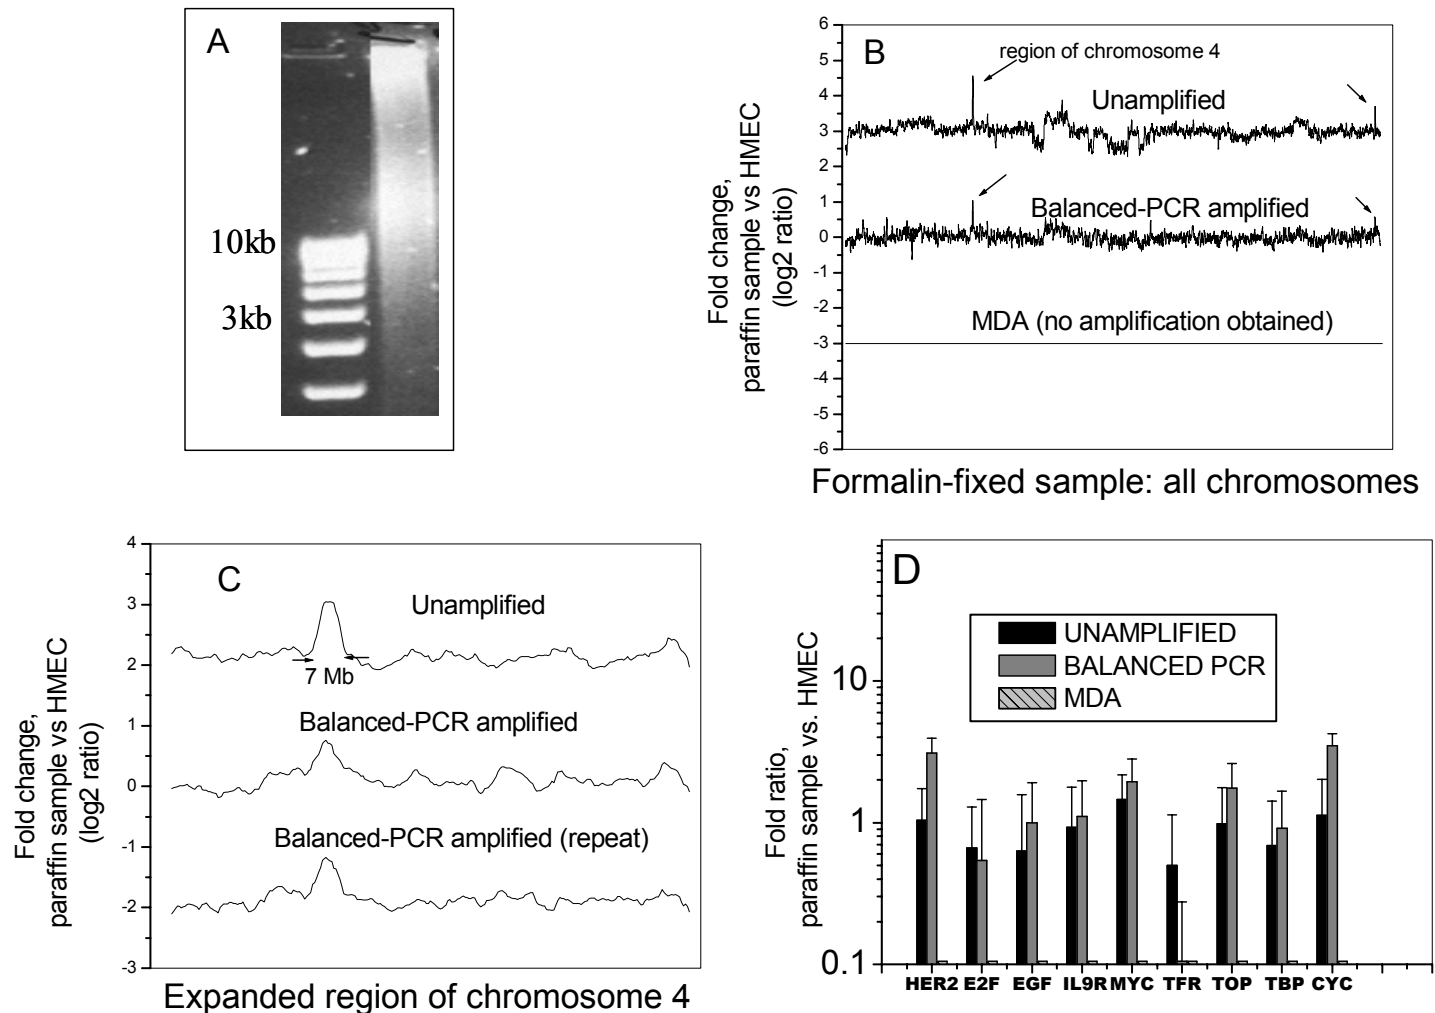 A
10kb
3kb
B
6
5
4
3
2
1
0
-1
-2
-3
-4
-5
-6
Fold change,
paraffin sample vs HMEC
(log2 ratio)
region of chromosome 4
Unamplified
Balanced-PCR amplified
MDA (no amplification obtained)
Formalin-fixed sample: all chromosomes
C
4
3
2
1
0
-1
-2
-3
Fold change,
paraffin sample vs HMEC
(log2 ratio)
Unamplified
7 Mb
Balanced-PCR amplified
Balanced-PCR amplified (repeat)
Expanded region of chromosome 4
D
10
1
0.1
Fold ratio,
paraffin sample vs. HMEC
UNAMPLIFIED
BALANCED PCR
MDA
HER2 E2F EGF IL9R MYC TFR TOP TBP CYC